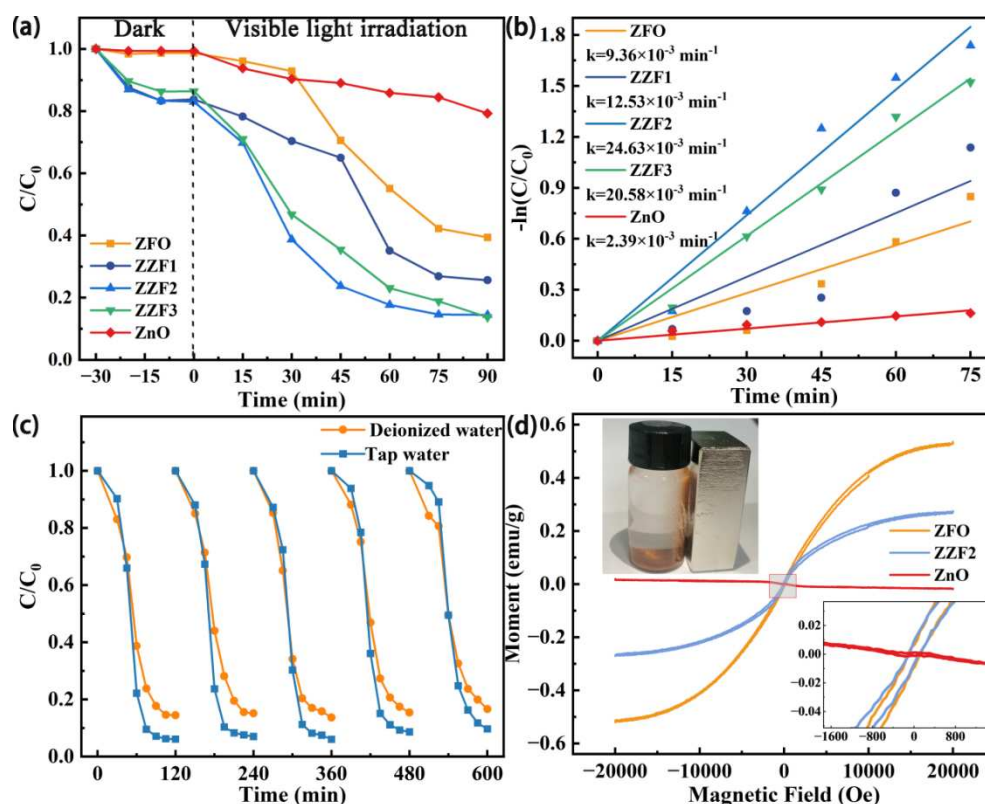 (a)
Dark
Visible light irradiation
1.0
0.8
0.6
0.4
0.2
0.0
C/C0
ZFO
ZZF1
ZZF2
ZZF3
ZnO
−30 −15 0 15 30 45 60 75 90
Time (min)
(b)
-1.8
1.5
1.2
0.9
0.6
0.3
0.0
-ln(C/C0)
ZFO
k=9.36×10-3 min-1
ZZF1
k=12.53×10-3 min-1
ZZF2
k=24.63×10-3 min-1
ZZF3
k=20.58×10-3 min-1
ZnO
k=2.39×10-3 min-1
0 15 30 45 60 75
Time (min)
(c)
Deionized water
Tap water
1.0
0.8
0.6
0.4
0.2
0.0
C/C0
0 120 240 360 480 600
Time (min)
(d)
0.6
0.4
0.2
0.0
-0.2
-0.4
-0.6
Moment (emu/g)
ZFO
ZZF2
ZnO
0.02
0.00
-0.02
-0.04
-1600 -800 0 800
−20000 −10000 0 10000 20000
Magnetic Field (Oe)